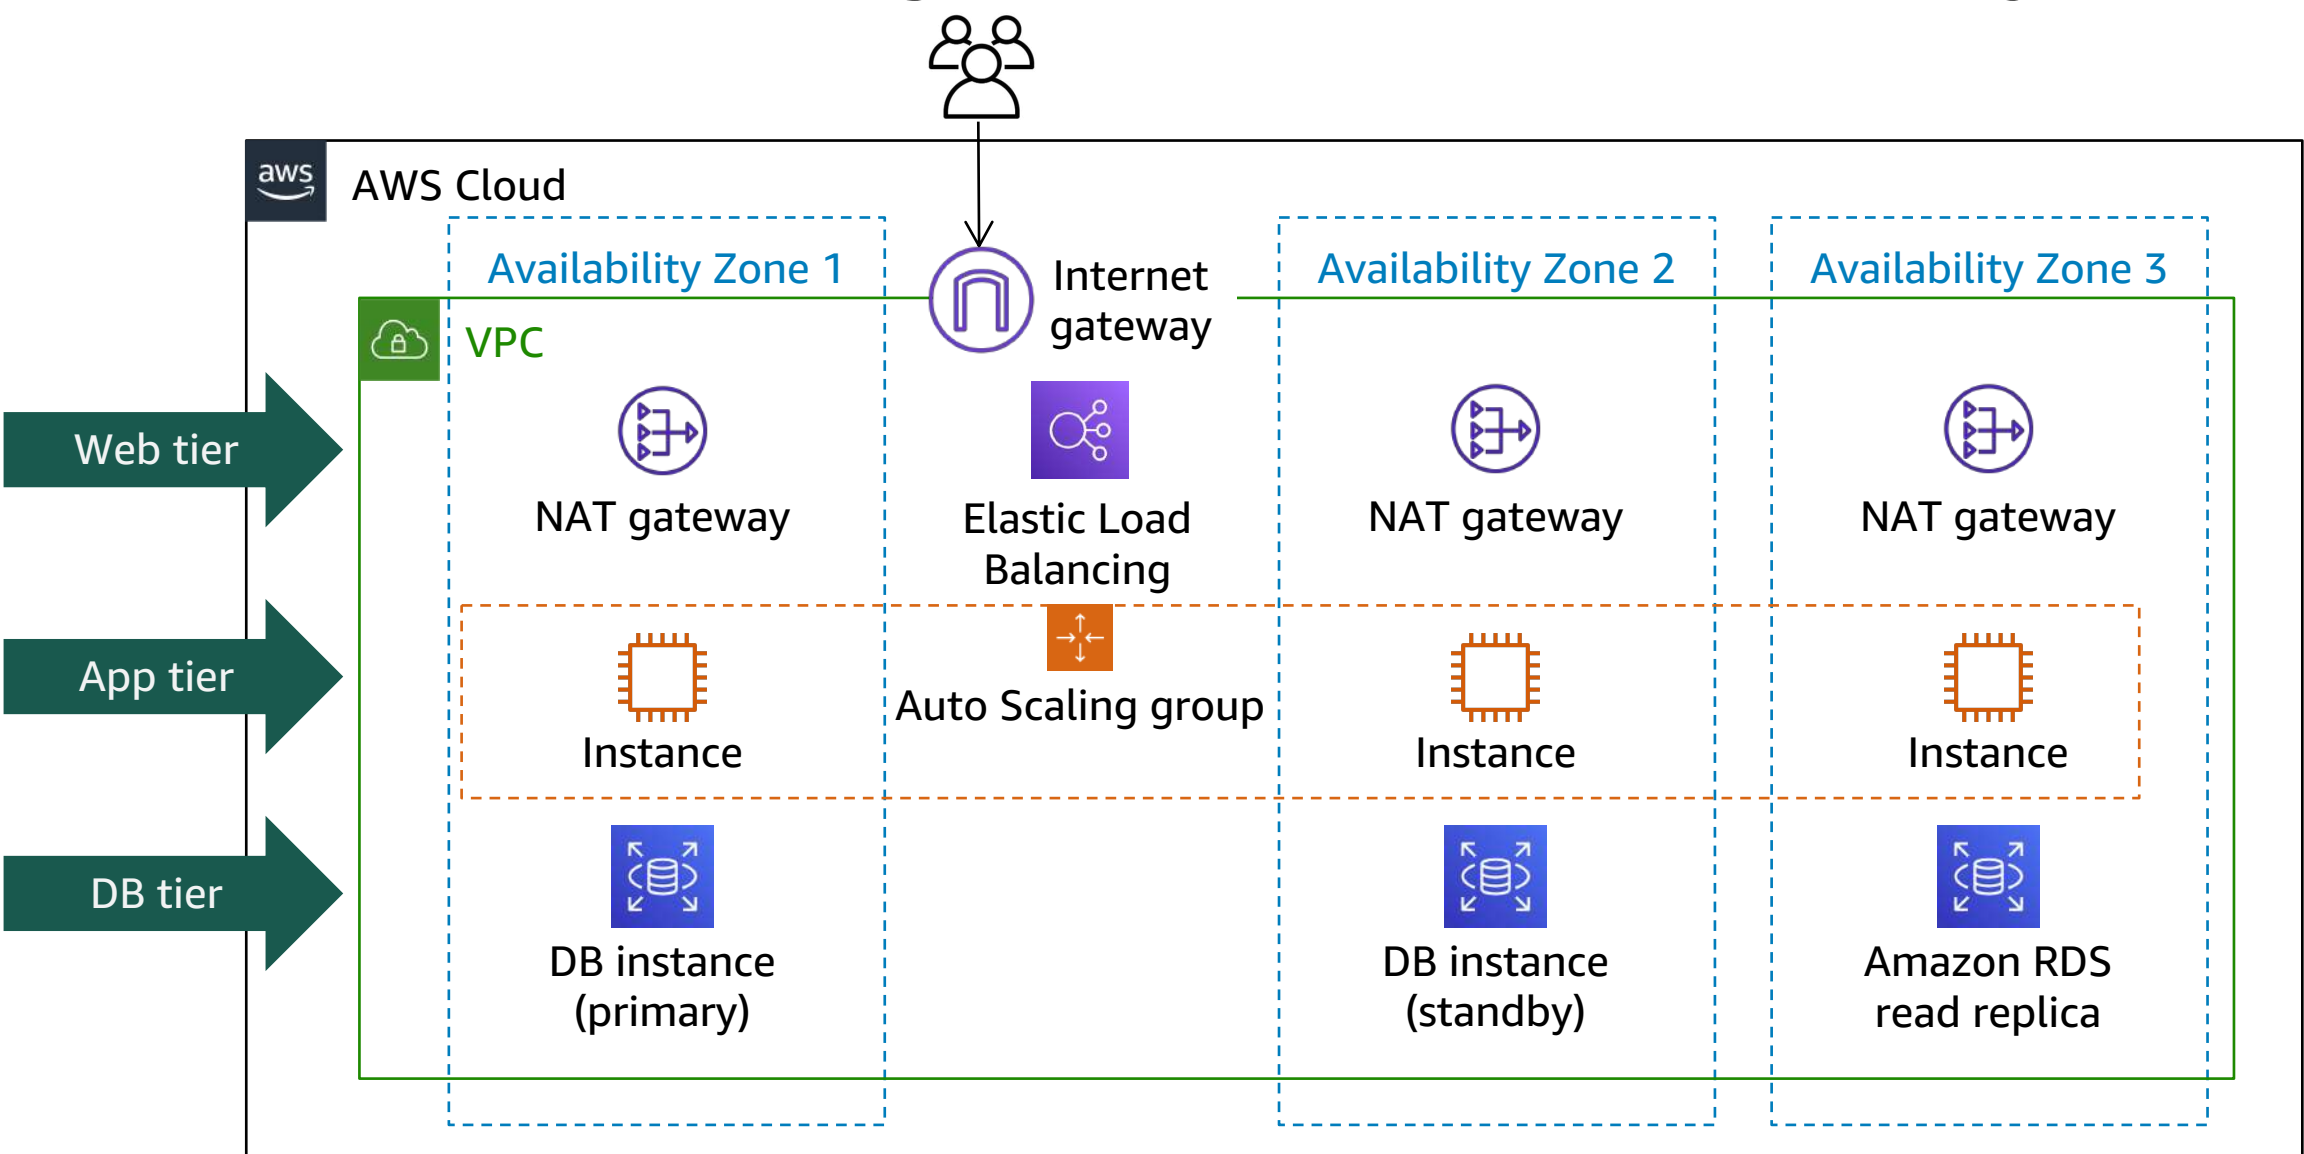 aws
AWS Cloud
Availability Zone 1
Internet
gateway
Availability Zone 2
Availability Zone 3
VPC
Web tier
NAT gateway
Elastic Load
Balancing
NAT gateway
NAT gateway
App tier
Instance
Auto Scaling group
Instance
Instance
DB tier
DB instance
(primary)
DB instance
(standby)
Amazon RDS
read replica